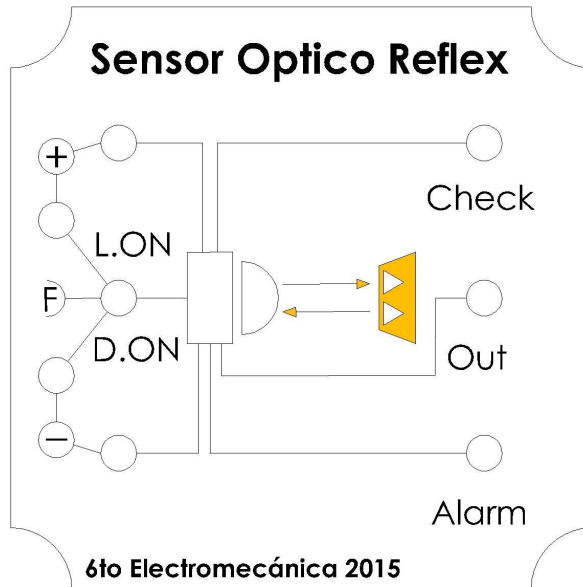 Sensor Optico Reflex
+
Check
L.ON
F
D.ON
Out
−
Alarm
6to Electromecánica 2015